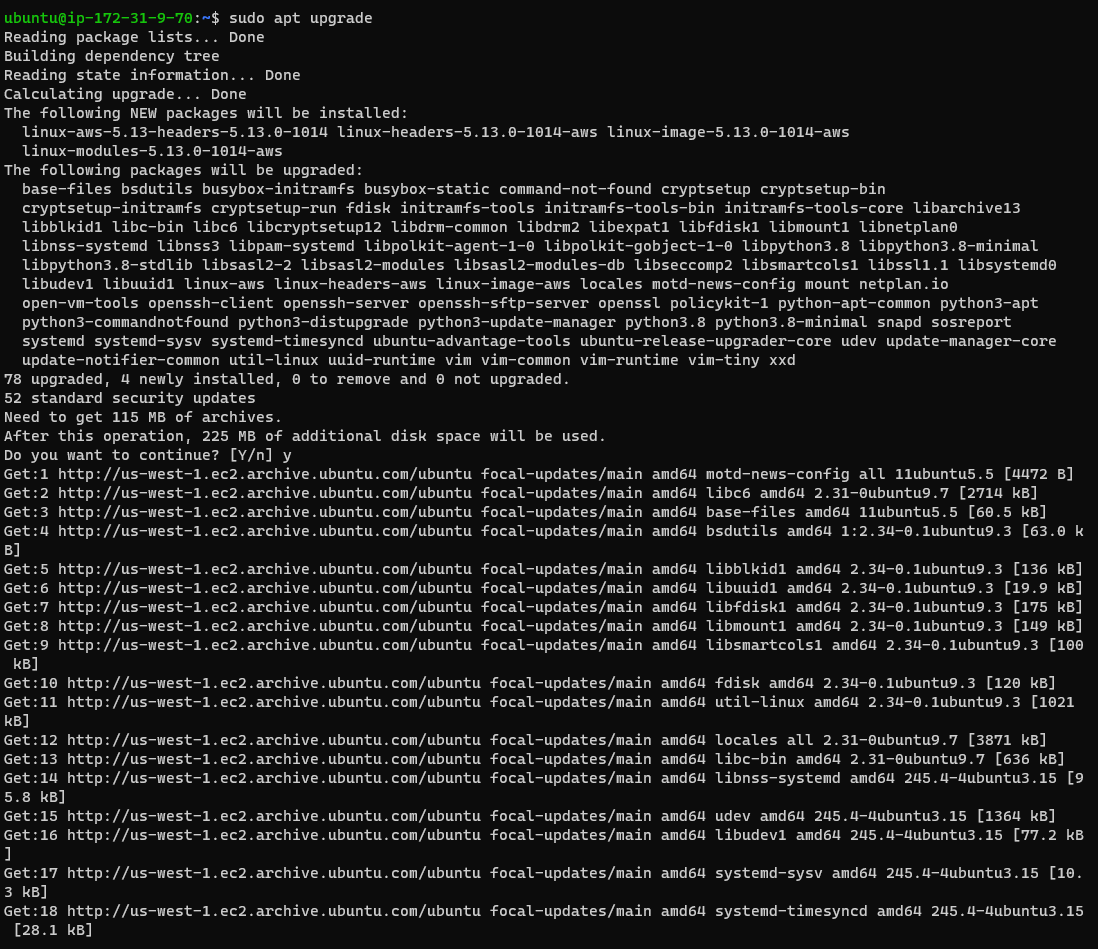 ubuntu@ip-172-31-9-70:~$ sudo apt upgrade
Reading package lists... Done
Building dependency tree
Reading state information... Done
Calculating upgrade... Done
The following NEW packages will be installed:
  linux-aws-5.13-headers-5.13.0-1014 linux-headers-5.13.0-1014-aws linux-image-5.13.0-1014-aws
  linux-modules-5.13.0-1014-aws
The following packages will be upgraded:
  base-files bsdutils busybox-initramfs busybox-static command-not-found cryptsetup cryptsetup-bin
  cryptsetup-initramfs cryptsetup-run fdisk initramfs-tools initramfs-tools-bin initramfs-tools-core libarchive13
  libblkid1 libc-bin libc6 libcryptsetup12 libdrm-common libdrm2 libexpat1 libfdisk1 libmount1 libnetplan0
  libnss-systemd libnss3 libpam-systemd libpolkit-agent-1-0 libpolkit-gobject-1-0 libpython3.8 libpython3.8-minimal
  libpython3.8-stdlib libsasl2-2 libsasl2-modules libsasl2-modules-db libseccomp2 libsmartcols1 libssl1.1 libsystemd0
  libudev1 libuuid1 linux-aws linux-headers-aws linux-image-aws locales motd-news-config mount netplan.io
  open-vm-tools openssh-client openssh-server openssh-sftp-server openssl policykit-1 python-apt-common python3-apt
  python3-commandnotfound python3-distupgrade python3-update-manager python3.8 python3.8-minimal snapd sosreport
  systemd systemd-sysv systemd-timesyncd ubuntu-advantage-tools ubuntu-release-upgrader-core udev update-manager-core
  update-notifier-common util-linux uuid-runtime vim vim-common vim-runtime vim-tiny xxd
78 upgraded, 4 newly installed, 0 to remove and 0 not upgraded.
52 standard security updates
Need to get 115 MB of archives.
After this operation, 225 MB of additional disk space will be used.
Do you want to continue? [Y/n] y
Get:1 http://us-west-1.ec2.archive.ubuntu.com/ubuntu focal-updates/main amd64 motd-news-config all 11ubuntu5.5 [4472 B]
Get:2 http://us-west-1.ec2.archive.ubuntu.com/ubuntu focal-updates/main amd64 libc6 amd64 2.31-0ubuntu9.7 [2714 kB]
Get:3 http://us-west-1.ec2.archive.ubuntu.com/ubuntu focal-updates/main amd64 base-files amd64 11ubuntu5.5 [60.5 kB]
Get:4 http://us-west-1.ec2.archive.ubuntu.com/ubuntu focal-updates/main amd64 bsdutils amd64 1:2.34-0.1ubuntu9.3 [63.0 k
B]
Get:5 http://us-west-1.ec2.archive.ubuntu.com/ubuntu focal-updates/main amd64 libblkid1 amd64 2.34-0.1ubuntu9.3 [136 kB]
Get:6 http://us-west-1.ec2.archive.ubuntu.com/ubuntu focal-updates/main amd64 libuuid1 amd64 2.34-0.1ubuntu9.3 [19.9 kB]
Get:7 http://us-west-1.ec2.archive.ubuntu.com/ubuntu focal-updates/main amd64 libfdisk1 amd64 2.34-0.1ubuntu9.3 [175 kB]
Get:8 http://us-west-1.ec2.archive.ubuntu.com/ubuntu focal-updates/main amd64 libmount1 amd64 2.34-0.1ubuntu9.3 [149 kB]
Get:9 http://us-west-1.ec2.archive.ubuntu.com/ubuntu focal-updates/main amd64 libsmartcols1 amd64 2.34-0.1ubuntu9.3 [100
 kB]
Get:10 http://us-west-1.ec2.archive.ubuntu.com/ubuntu focal-updates/main amd64 fdisk amd64 2.34-0.1ubuntu9.3 [120 kB]
Get:11 http://us-west-1.ec2.archive.ubuntu.com/ubuntu focal-updates/main amd64 util-linux amd64 2.34-0.1ubuntu9.3 [1021
kB]
Get:12 http://us-west-1.ec2.archive.ubuntu.com/ubuntu focal-updates/main amd64 locales all 2.31-0ubuntu9.7 [3871 kB]
Get:13 http://us-west-1.ec2.archive.ubuntu.com/ubuntu focal-updates/main amd64 libc-bin amd64 2.31-0ubuntu9.7 [636 kB]
Get:14 http://us-west-1.ec2.archive.ubuntu.com/ubuntu focal-updates/main amd64 libnss-systemd amd64 245.4-4ubuntu3.15 [9
5.8 kB]
Get:15 http://us-west-1.ec2.archive.ubuntu.com/ubuntu focal-updates/main amd64 udev amd64 245.4-4ubuntu3.15 [1364 kB]
Get:16 http://us-west-1.ec2.archive.ubuntu.com/ubuntu focal-updates/main amd64 libudev1 amd64 245.4-4ubuntu3.15 [77.2 kB
]
Get:17 http://us-west-1.ec2.archive.ubuntu.com/ubuntu focal-updates/main amd64 systemd-sysv amd64 245.4-4ubuntu3.15 [10.
3 kB]
Get:18 http://us-west-1.ec2.archive.ubuntu.com/ubuntu focal-updates/main amd64 systemd-timesyncd amd64 245.4-4ubuntu3.15
 [28.1 kB]